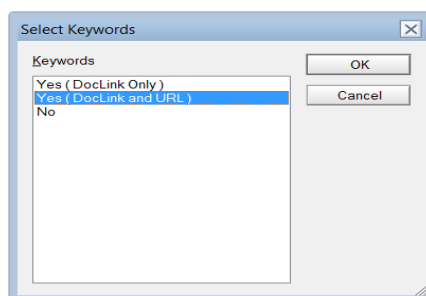 Select Keywords
Keywords
OK
Yes ( DocLink Only )
Yes ( DocLink and URL )
Cancel
No